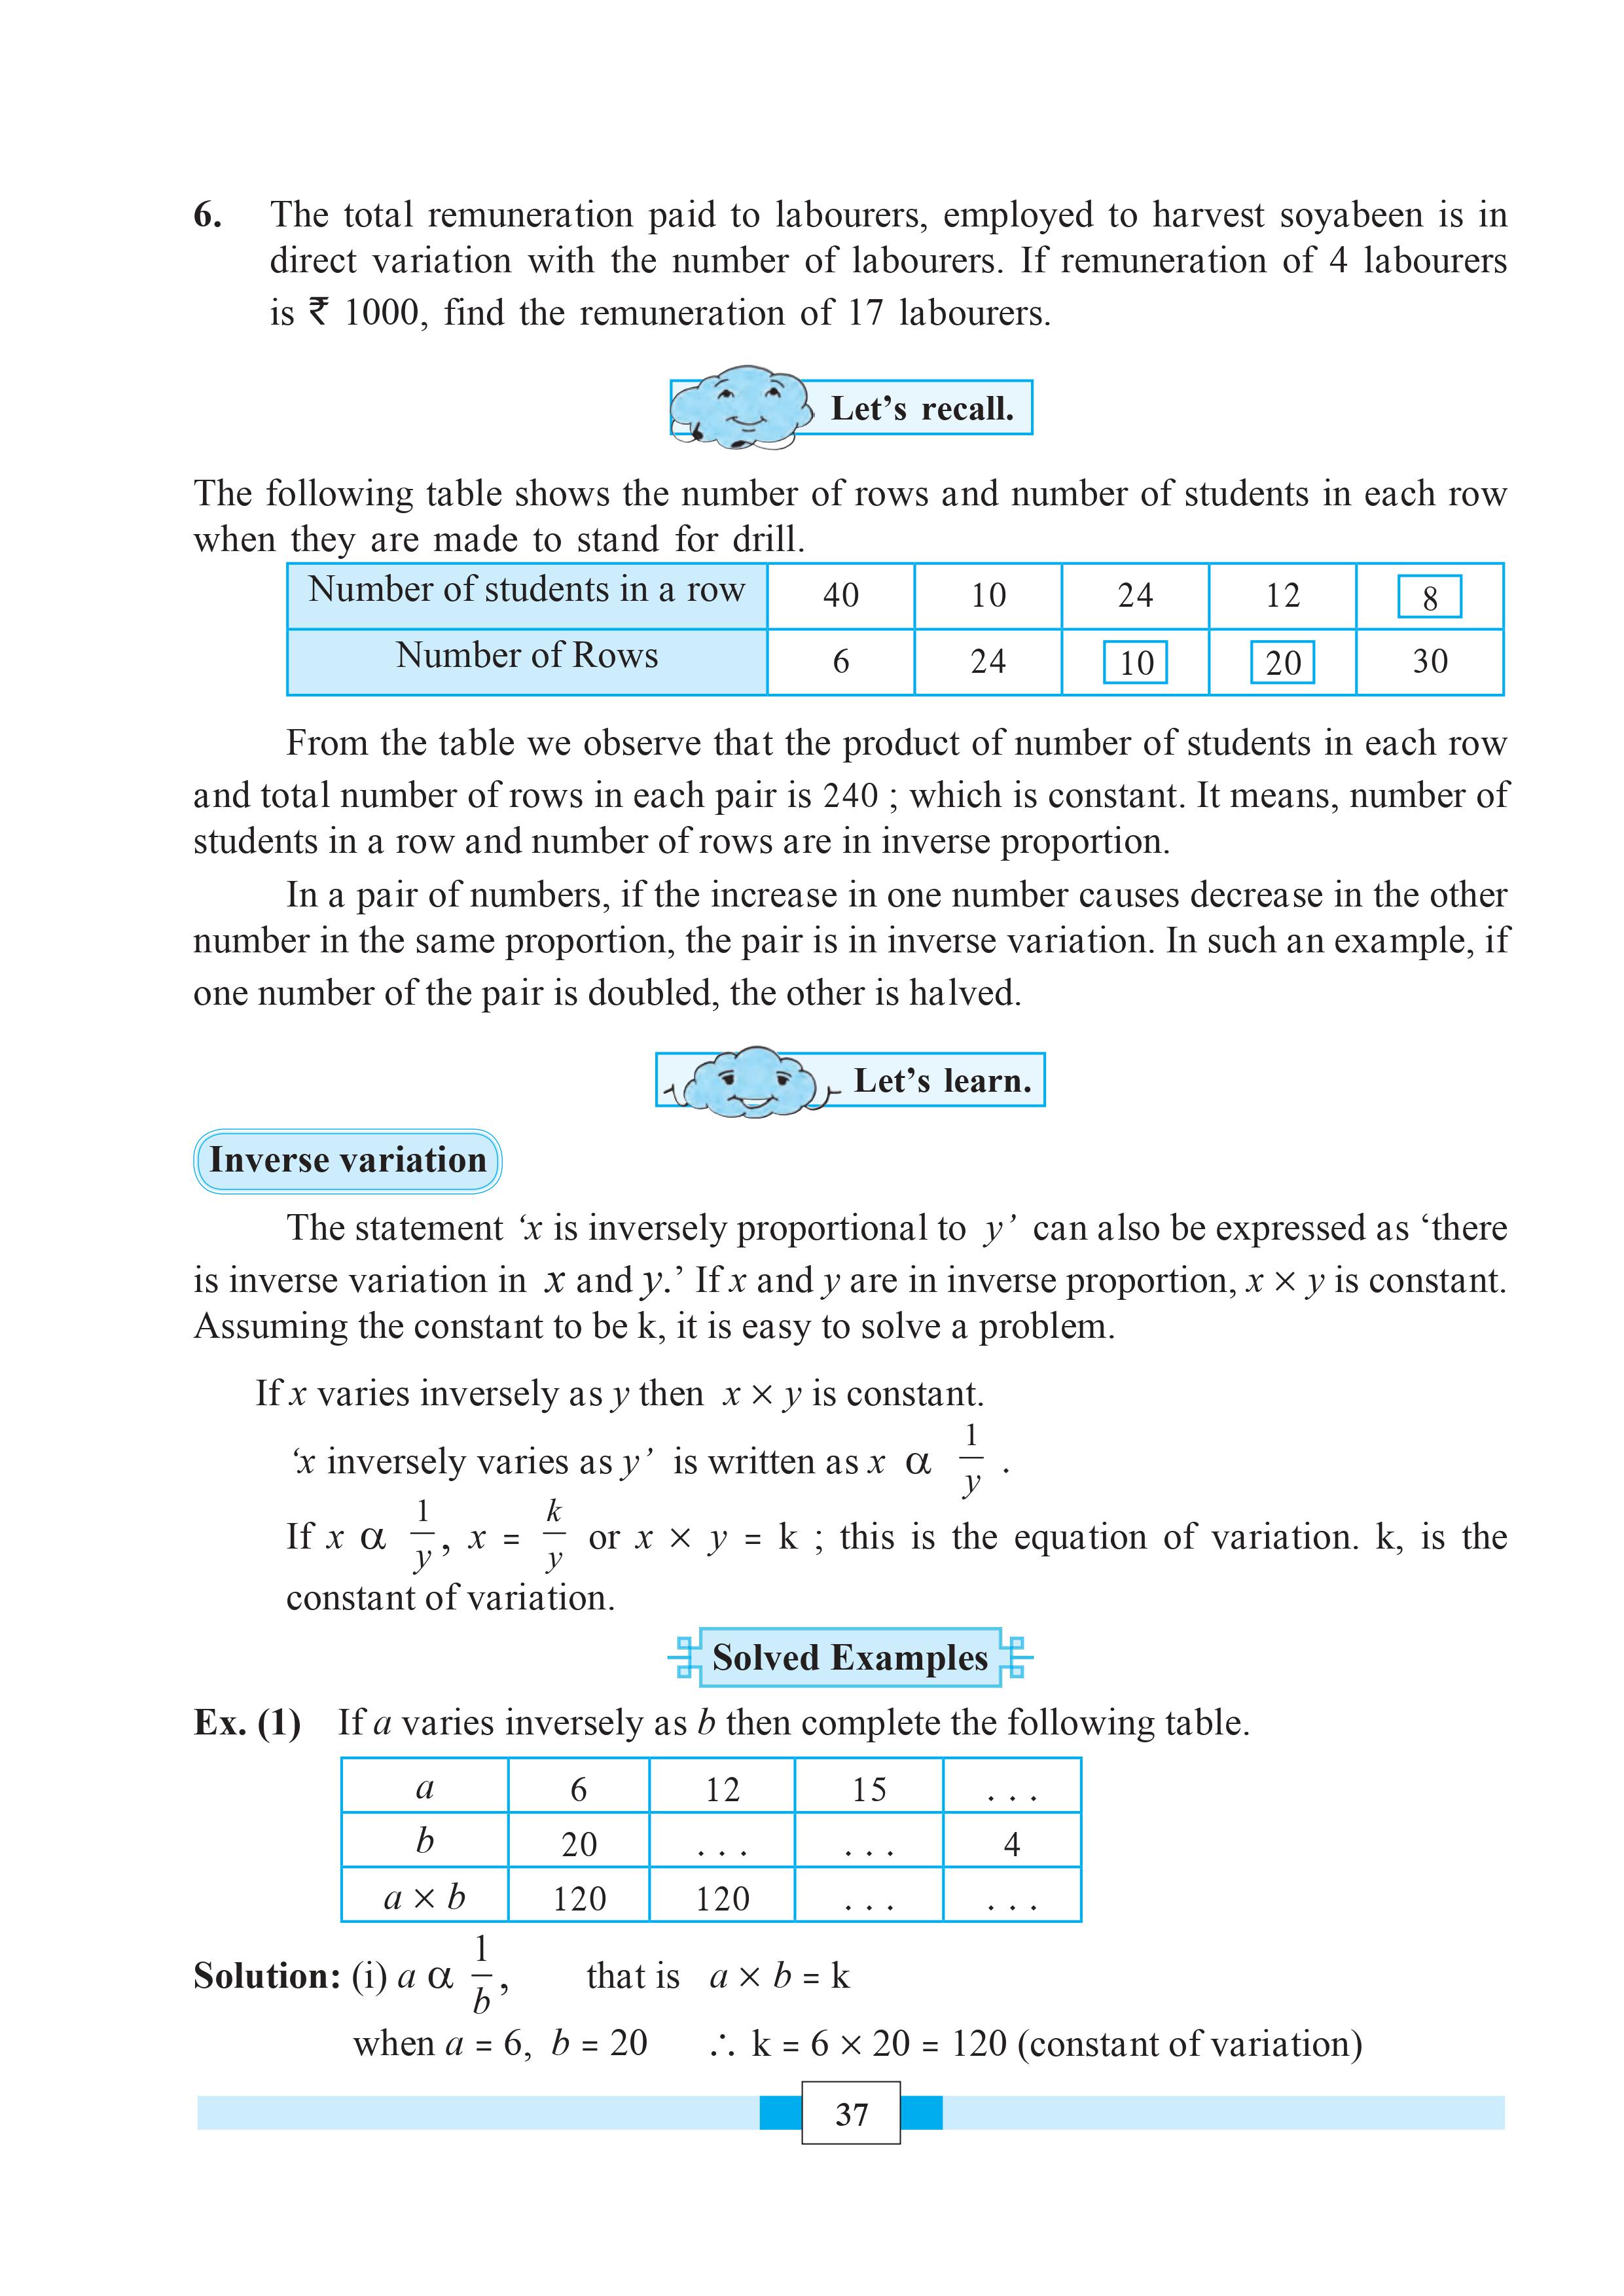 6. The total remuneration paid to labourers, employed to harvest soyabeen is in
direct variation with the number of labourers. If remuneration of 4 labourers
is ₹ 1000, find the remuneration of 17 labourers.
Let’s recall.
The following table shows the number of rows and number of students in each row
when they are made to stand for drill.
Number of students in a row 40 10 24 12 8
Number of Rows 6 24 10 20 30
From the table we observe that the product of number of students in each row
and total number of rows in each pair is 240 ; which is constant. It means, number of
students in a row and number of rows are in inverse proportion.
In a pair of numbers, if the increase in one number causes decrease in the other
number in the same proportion, the pair is in inverse variation. In such an example, if
one number of the pair is doubled, the other is halved.
Let’s learn.
Inverse variation
The statement ‘x is inversely proportional to y’ can also be expressed as ‘there
is inverse variation in x and y.’ If x and y are in inverse proportion, x × y is constant.
Assuming the constant to be k, it is easy to solve a problem.
If x varies inversely as y then x × y is constant.
‘x inversely varies as y’ is written as x α 1/y .
If x α 1/y, x = k/y or x × y = k ; this is the equation of variation. k, is the
constant of variation.
Solved Examples
Ex. (1) If a varies inversely as b then complete the following table.
a 6 12 15 . . .
b 20 . . . . . . 4
a × b 120 120 . . . . . .
Solution: (i) a α 1/b, that is a × b = k
when a = 6, b = 20 ∴ k = 6 × 20 = 120 (constant of variation)
37